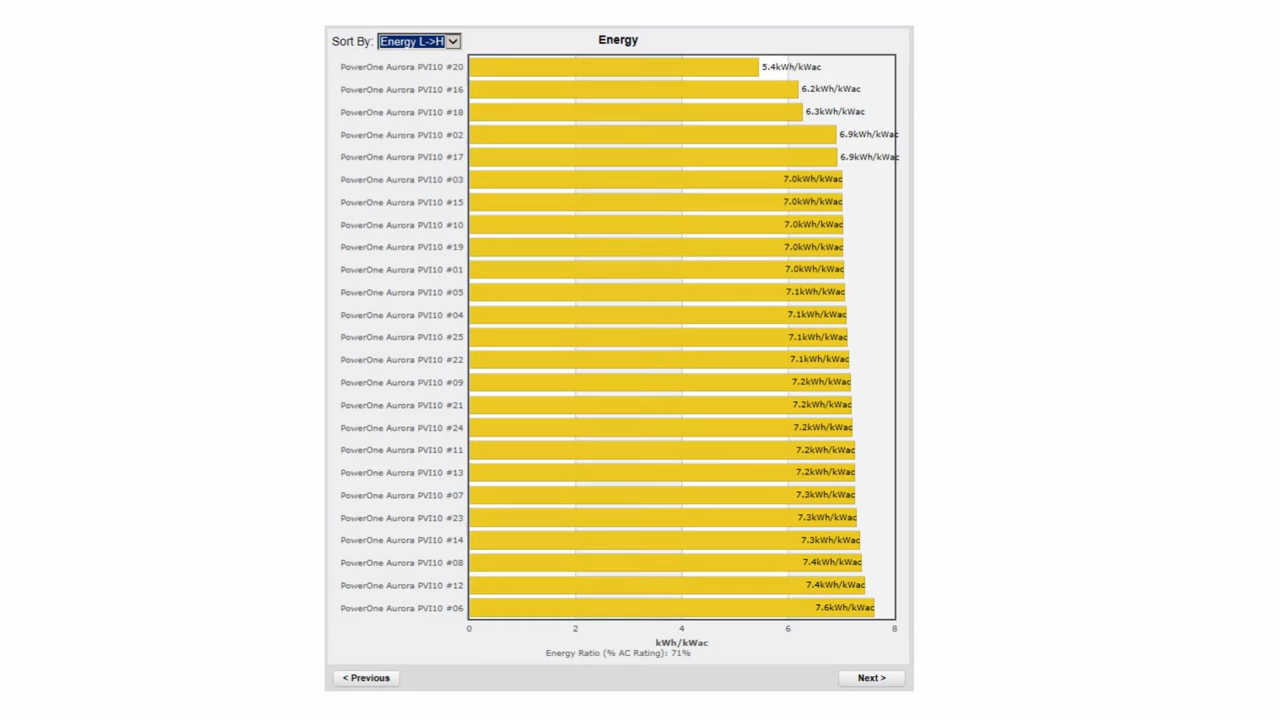 Sort By: Energy L->H
Energy
PowerOne Aurora PVI10 #20 5.4kWh/kWac
PowerOne Aurora PVI10 #16 6.2kWh/kWac
PowerOne Aurora PVI10 #18 6.3kWh/kWac
PowerOne Aurora PVI10 #02 6.9kWh/kWac
PowerOne Aurora PVI10 #17 6.9kWh/kWac
PowerOne Aurora PVI10 #03 7.0kWh/kWac
PowerOne Aurora PVI10 #15 7.0kWh/kWac
PowerOne Aurora PVI10 #10 7.0kWh/kWac
PowerOne Aurora PVI10 #19 7.0kWh/kWac
PowerOne Aurora PVI10 #01 7.0kWh/kWac
PowerOne Aurora PVI10 #05 7.1kWh/kWac
PowerOne Aurora PVI10 #04 7.1kWh/kWac
PowerOne Aurora PVI10 #25 7.1kWh/kWac
PowerOne Aurora PVI10 #22 7.1kWh/kWac
PowerOne Aurora PVI10 #09 7.2kWh/kWac
PowerOne Aurora PVI10 #21 7.2kWh/kWac
PowerOne Aurora PVI10 #24 7.2kWh/kWac
PowerOne Aurora PVI10 #11 7.2kWh/kWac
PowerOne Aurora PVI10 #13 7.2kWh/kWac
PowerOne Aurora PVI10 #07 7.3kWh/kWac
PowerOne Aurora PVI10 #23 7.3kWh/kWac
PowerOne Aurora PVI10 #14 7.3kWh/kWac
PowerOne Aurora PVI10 #08 7.4kWh/kWac
PowerOne Aurora PVI10 #12 7.4kWh/kWac
PowerOne Aurora PVI10 #06 7.6kWh/kWac
0 2 4 6 8
kWh/kWac
Energy Ratio (% AC Rating): 71%
< Previous
Next >